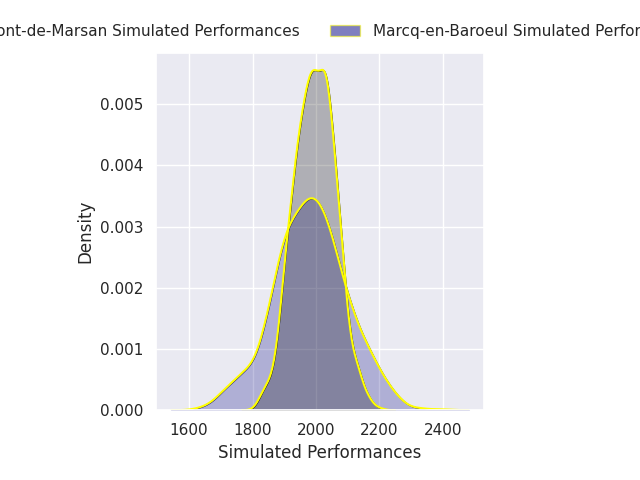 ont-de-Marsan Simulated Performances
Marcq-en-Baroeul Simulated Perfor
0.005
0.004
0.003
0.002
0.001
0.000
Density
1600 1800 2000 2200 2400
Simulated Performances